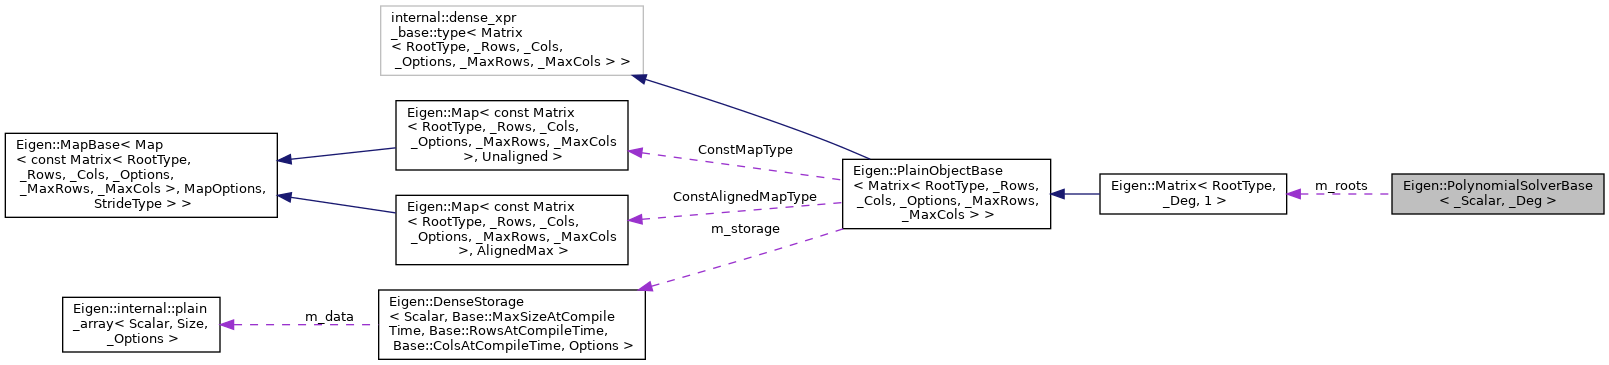 internal::dense_xpr
_base::type< Matrix
< RootType, _Rows, _Cols,
_Options, _MaxRows, _MaxCols > >
Eigen::Map< const Matrix
< RootType, _Rows, _Cols,
_Options, _MaxRows, _MaxCols
>, Unaligned >
Eigen::MapBase< Map
< const Matrix< RootType,
_Rows, _Cols, _Options,
_MaxRows, _MaxCols >, MapOptions,
StrideType > >
ConstMapType
Eigen::PlainObjectBase
< Matrix< RootType, _Rows,
_Cols, _Options, _MaxRows,
_MaxCols > >
Eigen::Matrix< RootType,
_Deg, 1 >
m_roots
Eigen::PolynomialSolverBase
< _Scalar, _Deg >
ConstAlignedMapType
Eigen::Map< const Matrix
< RootType, _Rows, _Cols,
_Options, _MaxRows, _MaxCols
>, AlignedMax >
m_storage
Eigen::internal::plain
_array< Scalar, Size,
_Options >
m_data
Eigen::DenseStorage
< Scalar, Base::MaxSizeAtCompile
Time, Base::RowsAtCompileTime,
Base::ColsAtCompileTime, Options >